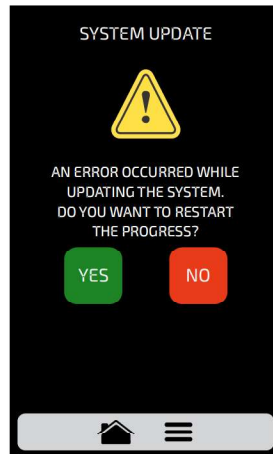 SYSTEM UPDATE
AN ERROR OCCURRED WHILE
UPDATING THE SYSTEM.
DO YOU WANT TO RESTART
THE PROGRESS?
YES NO